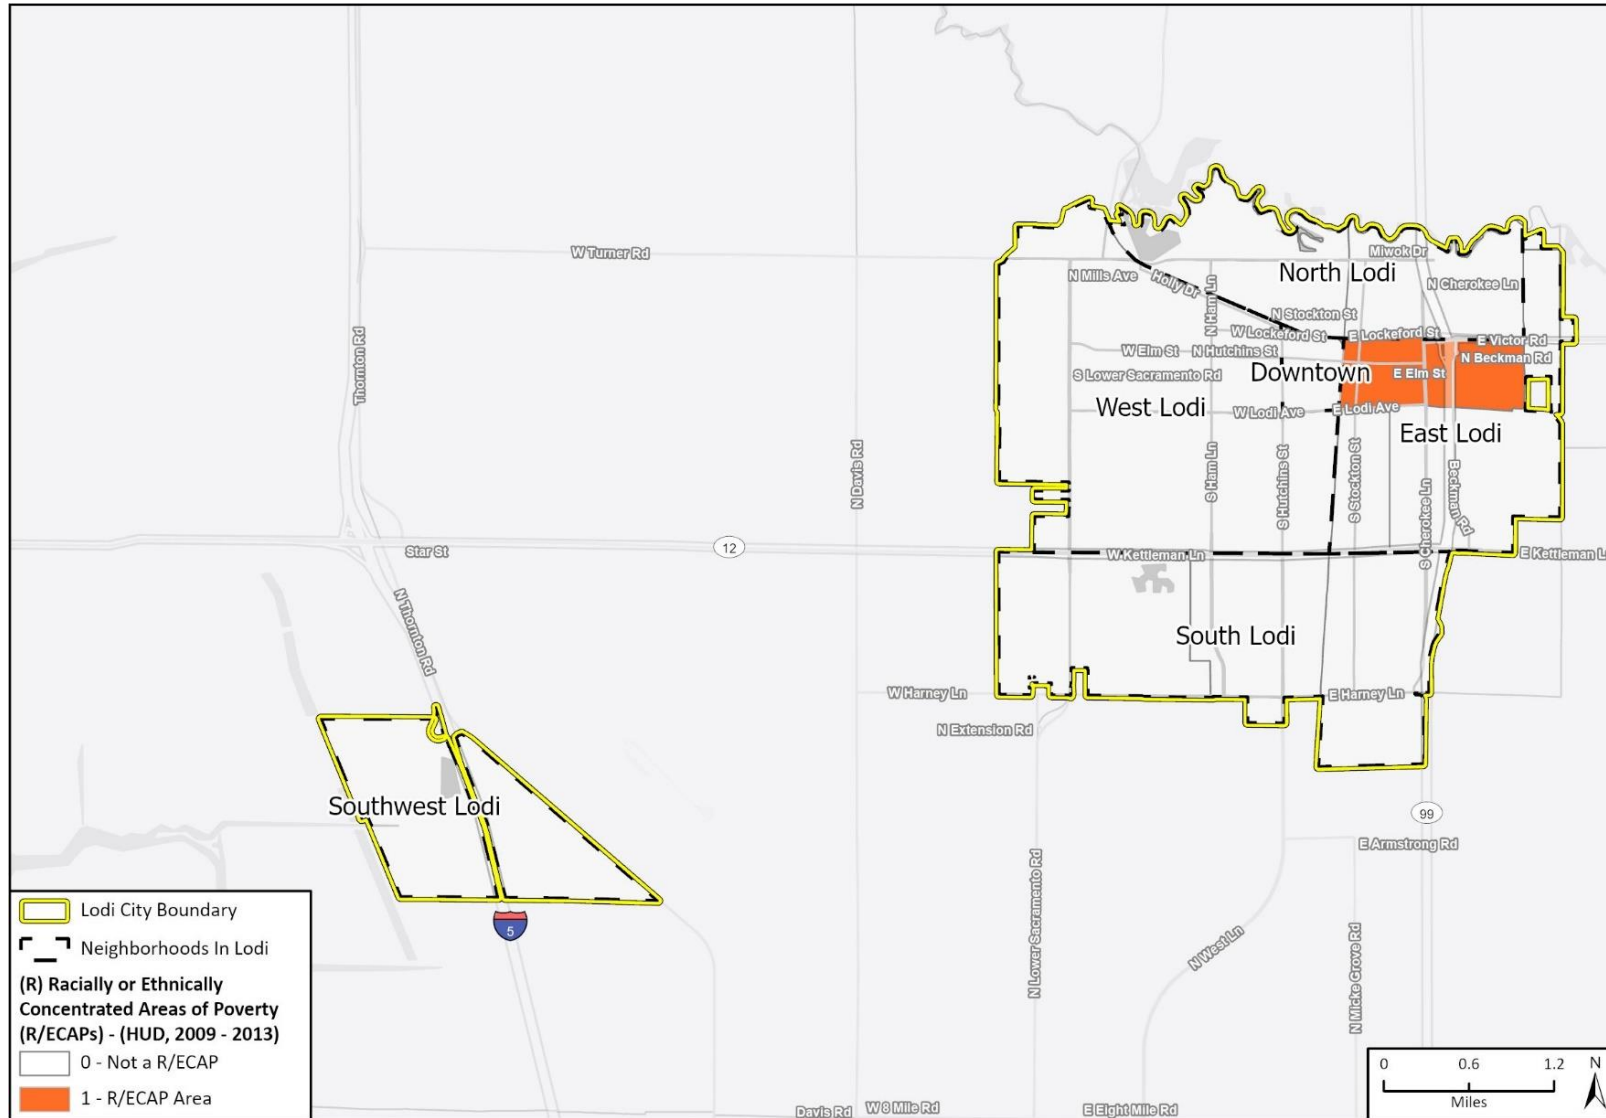 W Turner Rd
Miwok Dr
North Lodi
N Mills Ave
Holly Dr
N Ham Ln
N Cherokee Ln
N Stockton St
W Lockeford St
E Lockeford St
E Victor Rd
Thornton Rd
W Elm St
N Hutchins St
N Beckman Rd
S Lower Sacramento Rd
Downtown
E Elm St
West Lodi
W Lodi Ave
E Lodi Ave
East Lodi
N Davis Rd
S Ham Ln
S Hutchins St
S Stockton St
S Cherokee Ln
Beckman Rd
Star St
12
W Kettleman Ln
E Kettleman L
N Thornton Rd
South Lodi
W Harney Ln
E Harney Ln
N Extension Rd
Southwest Lodi
99
E Armstrong Rd
5
N Lower Sacramento Rd
N West Ln
N Micke Grove Rd
Davis Rd
W 8 Mile Rd
E Eight Mile Rd
Lodi City Boundary
Neighborhoods In Lodi
(R) Racially or Ethnically
Concentrated Areas of Poverty
(R/ECAPs) - (HUD, 2009 - 2013)
0 - Not a R/ECAP
1 - R/ECAP Area
0 0.6 1.2
Miles
N